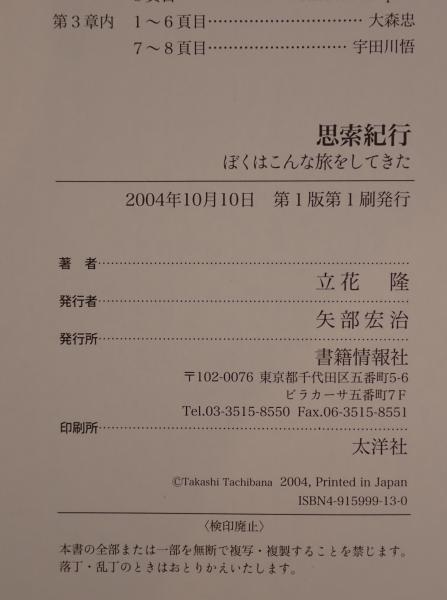 第３章内 1～6頁目………………………大森忠
7～8頁目………………………宇田川悟
思索紀行
ぼくはこんな旅をしてきた
2004年10月10日　第１版第１刷発行
著　者
立花　隆
発行者
矢部宏治
発行所
書籍情報社
〒102-0076 東京都千代田区五番町5-6
ビラカーサ五番町7Ｆ
Tel.03-3515-8550 Fax.06-3515-8551
印刷所
太洋社
©Takashi Tachibana 2004, Printed in Japan
ISBN4-915999-13-0
〈検印廃止〉
本書の全部または一部を無断で複写・複製することを禁じます。
落丁・乱丁のときはおとりかえいたします。